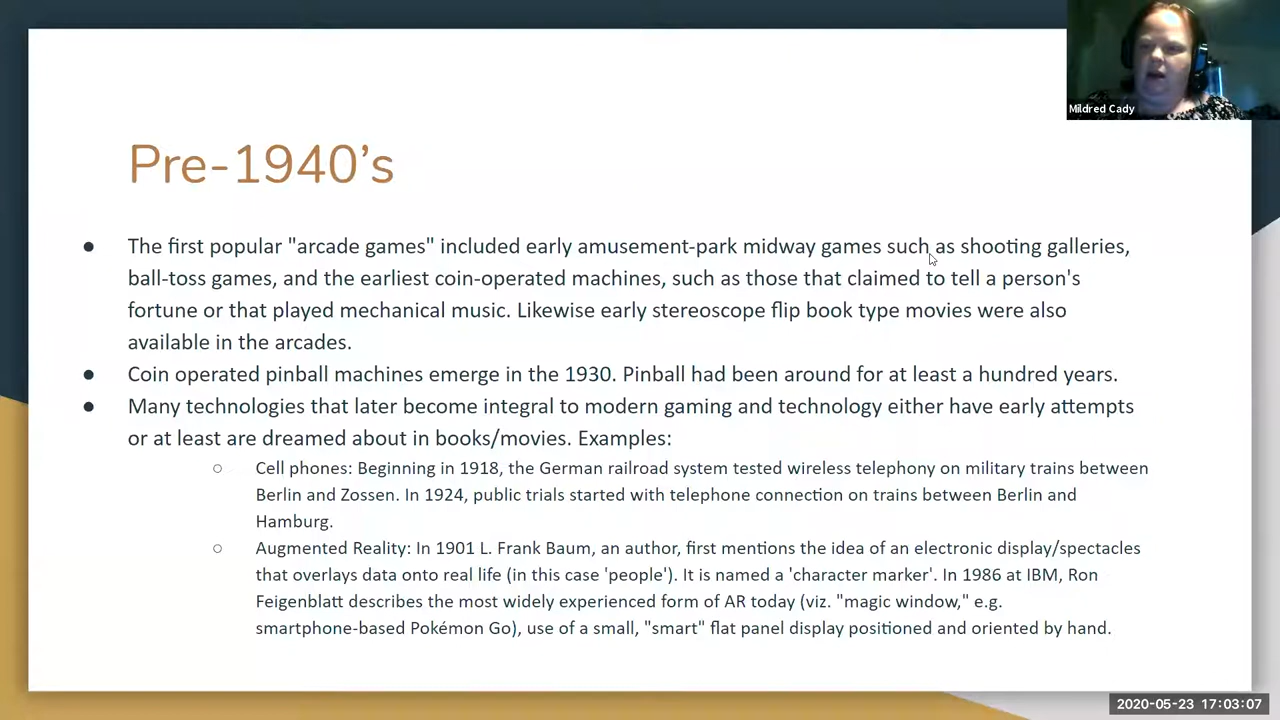 Mildred Cady
Pre-1940’s
● The first popular "arcade games" included early amusement-park midway games such as shooting galleries,
ball-toss games, and the earliest coin-operated machines, such as those that claimed to tell a person's
fortune or that played mechanical music. Likewise early stereoscope flip book type movies were also
available in the arcades.
● Coin operated pinball machines emerge in the 1930. Pinball had been around for at least a hundred years.
● Many technologies that later become integral to modern gaming and technology either have early attempts
or at least are dreamed about in books/movies. Examples:
○ Cell phones: Beginning in 1918, the German railroad system tested wireless telephony on military trains between
Berlin and Zossen. In 1924, public trials started with telephone connection on trains between Berlin and
Hamburg.
○ Augmented Reality: In 1901 L. Frank Baum, an author, first mentions the idea of an electronic display/spectacles
that overlays data onto real life (in this case 'people'). It is named a 'character marker'. In 1986 at IBM, Ron
Feigenblatt describes the most widely experienced form of AR today (viz. "magic window," e.g.
smartphone-based Pokémon Go), use of a small, "smart" flat panel display positioned and oriented by hand.
2020-05-23 17:03:07